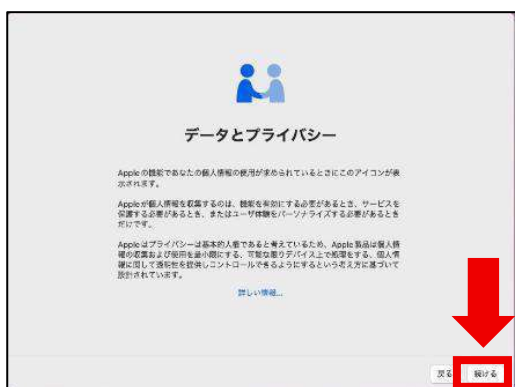 データとプライバシー
Appleの機能であなたの個人情報の使用が求められているときにこのアイコンが表
示されます。
Appleが個人情報を収集するのは、機能を有効にする必要があるとき、サービスを
保護する必要があるとき、またはユーザ体験をパーソナライズする必要があるとき
だけです。
Appleはプライバシーは基本的人権であると考えているため、Apple製品は個人情
報の収集および使用を最小限にする、可能な限りデバイス上で処理をする、個人情
報に関して透明性を提供しコントロールできるようにするという考え方に基づいて
設計されています。
詳しい情報...
戻る 続ける